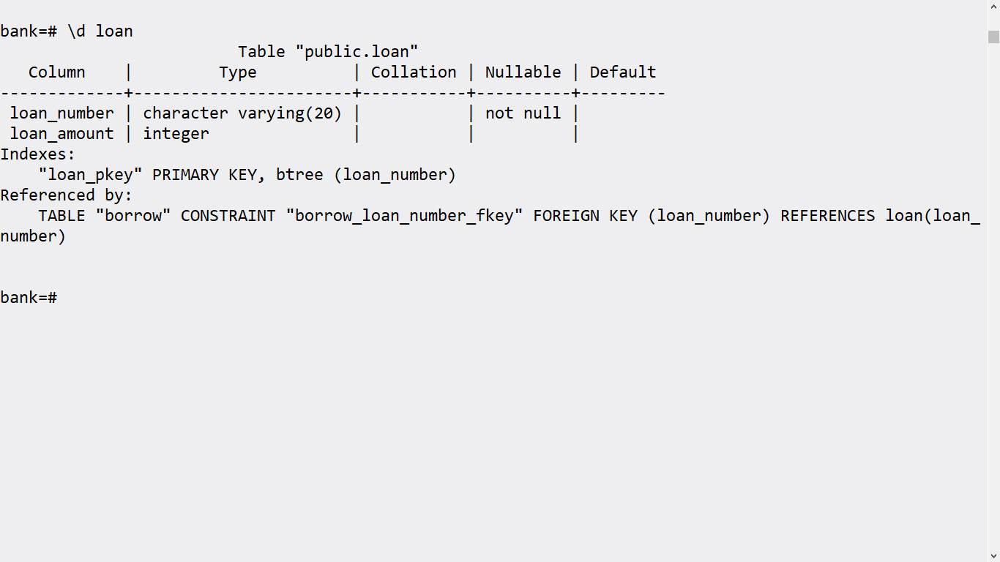 bank=# \d loan
                         Table "public.loan"
   Column    |         Type          | Collation | Nullable | Default
-------------+-----------------------+-----------+----------+---------
 loan_number | character varying(20) |           | not null |
 loan_amount | integer               |           |          |
Indexes:
    "loan_pkey" PRIMARY KEY, btree (loan_number)
Referenced by:
    TABLE "borrow" CONSTRAINT "borrow_loan_number_fkey" FOREIGN KEY (loan_number) REFERENCES loan(loan_
number)
bank=#